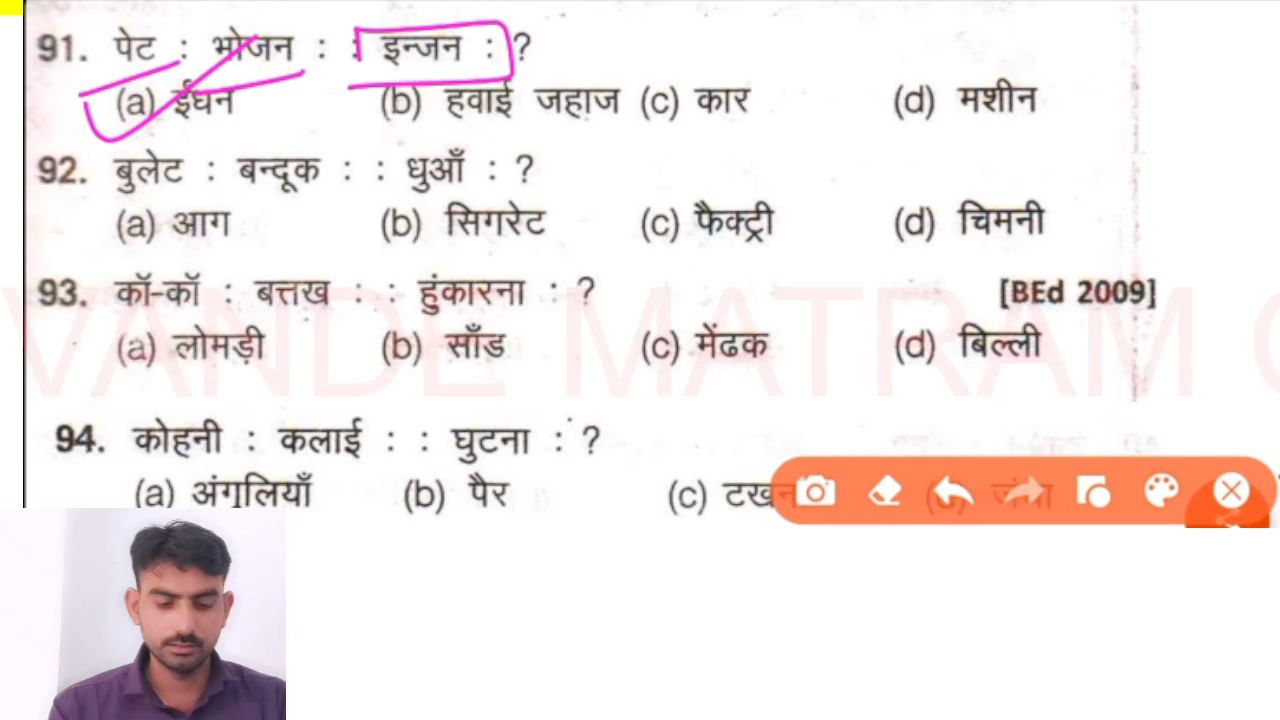 91. पेट : भोजन : : इन्जन : ?
(a) ईंघन (b) हवाई जहाज (c) कार (d) मशीन
92. बुलेट : बन्दूक : : धुआँ : ?
(a) आग (b) सिगरेट (c) फैक्ट्री (d) चिमनी
93. कॉ-कॉ : बत्तख : : हुंकारना : ? [BEd 2009]
(a) लोमड़ी (b) साँड (c) मेंढक (d) बिल्ली
VANDE MATRAM
94. कोहनी : कलाई : : घुटना : ?
(a) अंगुलियाँ (b) पैर (c) टखन (d) जंघा